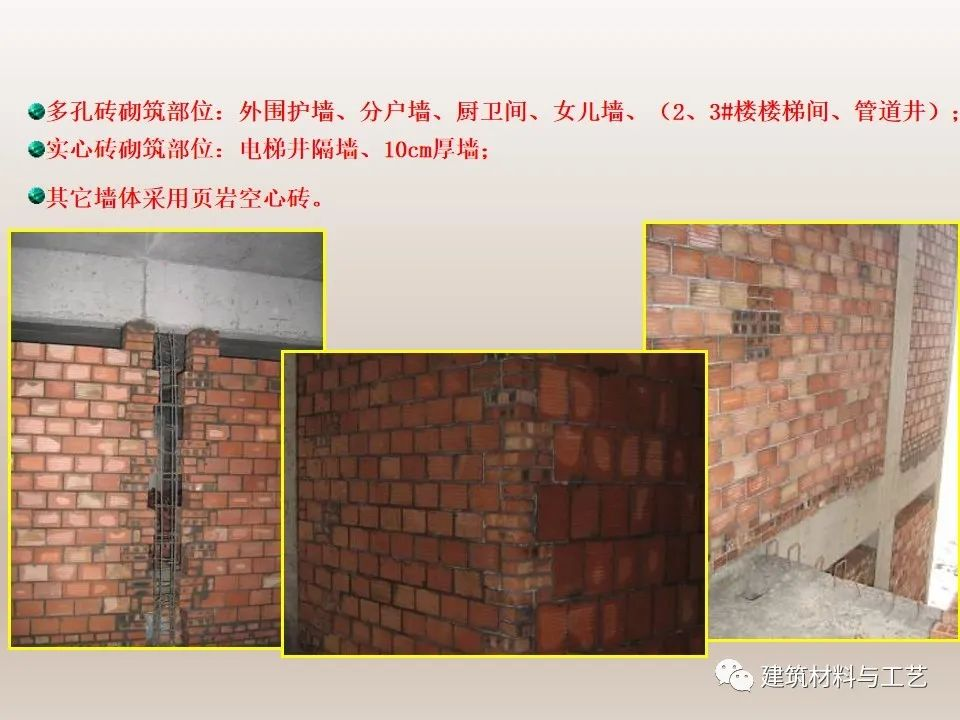 多孔砖砌筑部位：外围护墙、分户墙、厨卫间、女儿墙、（2、3#楼楼梯间、管道井）；
实心砖砌筑部位：电梯井隔墙、10cm厚墙；
其它墙体采用页岩空心砖。
建筑材料与工艺